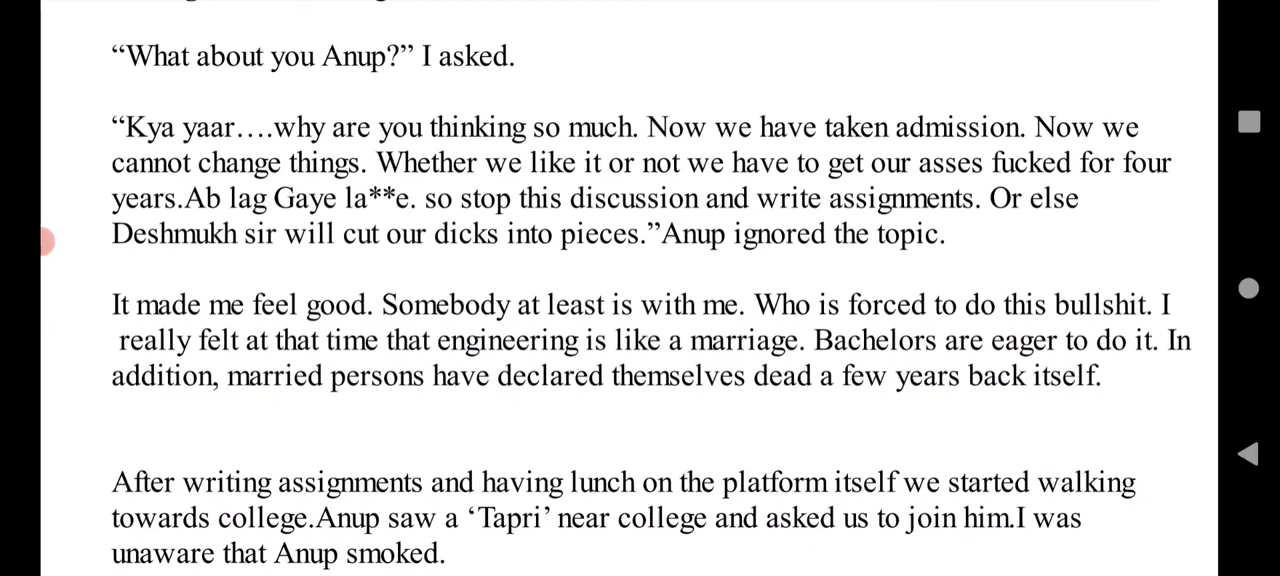 “What about you Anup?” I asked.
“Kya yaar….why are you thinking so much. Now we have taken admission. Now we
cannot change things. Whether we like it or not we have to get our asses fucked for four
years.Ab lag Gaye la**e. so stop this discussion and write assignments. Or else
Deshmukh sir will cut our dicks into pieces.”Anup ignored the topic.
It made me feel good. Somebody at least is with me. Who is forced to do this bullshit. I
really felt at that time that engineering is like a marriage. Bachelors are eager to do it. In
addition, married persons have declared themselves dead a few years back itself.
After writing assignments and having lunch on the platform itself we started walking
towards college.Anup saw a ‘Tapri’ near college and asked us to join him.I was
unaware that Anup smoked.